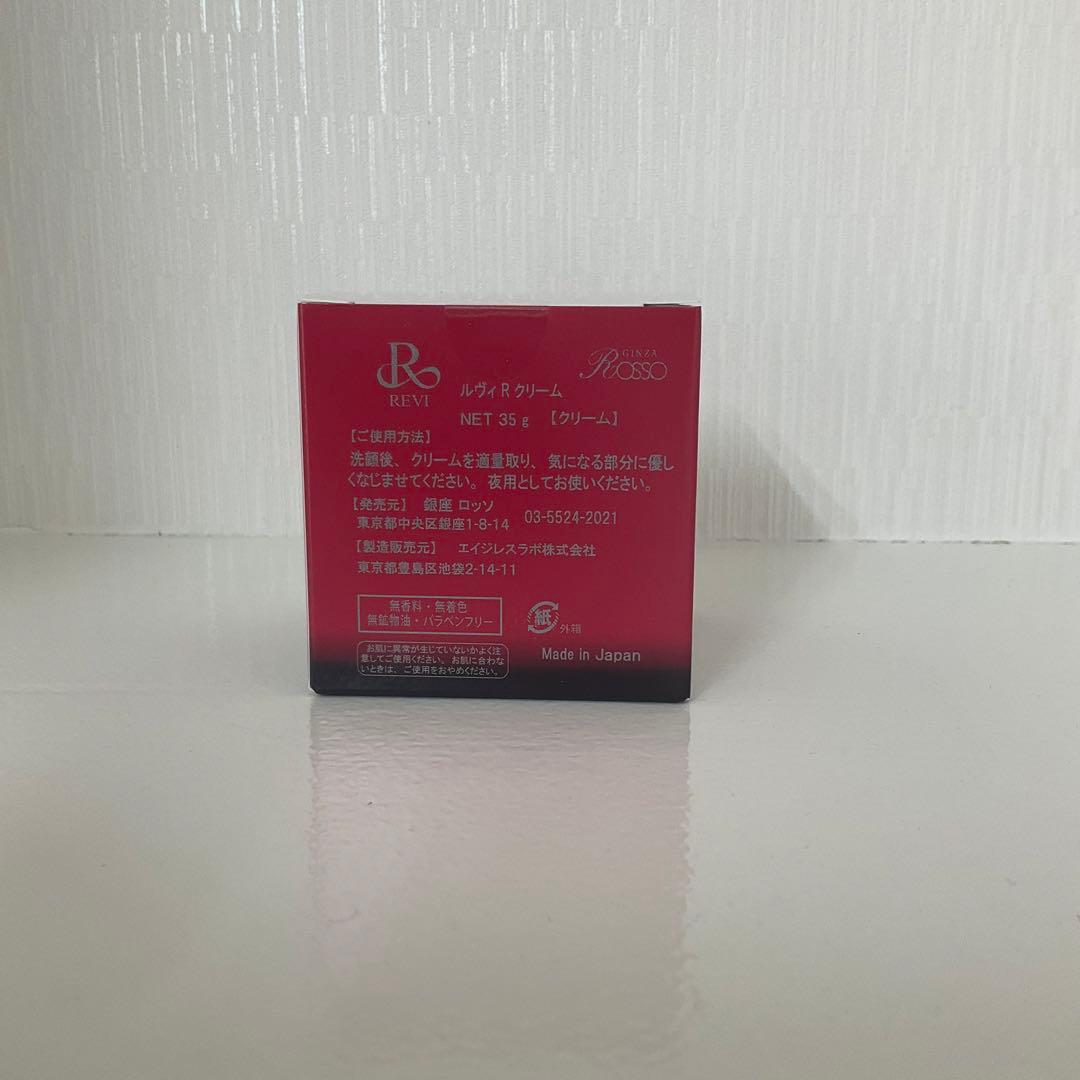 R
REVI
GINZA
Rosso
ルヴィ R クリーム
NET 35 g 【クリーム】
【ご使用方法】
洗顔後、クリームを適量取り、気になる部分に優し
くなじませてください。夜用としてお使いください。
【発売元】 銀座 ロッソ
東京都中央区銀座1-8-14 03-5524-2021
【製造販売元】 エイジレスラボ株式会社
東京都豊島区池袋2-14-11
無香料・無着色
無鉱物油・パラベンフリー
紙 外箱
お肌に異常が生じていないかよく注
意してご使用ください。お肌に合わな
いときは、ご使用をおやめください。
Made in Japan